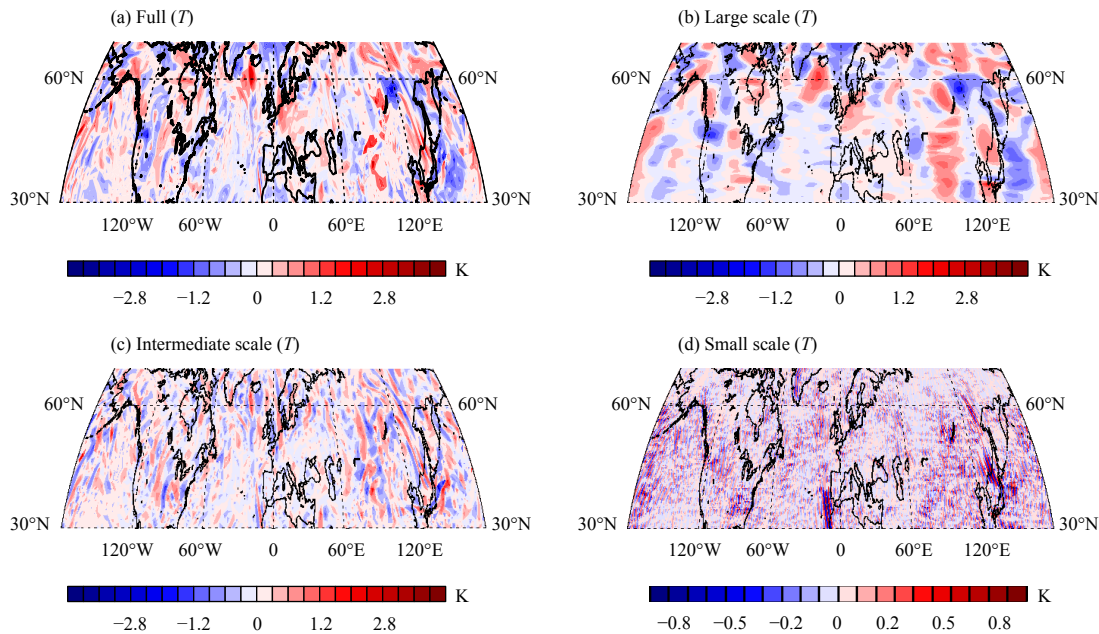 (a) Full (T)
(b) Large scale (T)
60°N
60°N
60°N
60°N
30°N
30°N
30°N
30°N
120°W 60°W 0 60°E 120°E
120°W 60°W 0 60°E 120°E
K
K
−2.8 −1.2 0 1.2 2.8
−2.8 −1.2 0 1.2 2.8
(c) Intermediate scale (T)
(d) Small scale (T)
60°N
60°N
60°N
60°N
30°N
30°N
30°N
30°N
120°W 60°W 0 60°E 120°E
120°W 60°W 0 60°E 120°E
K
K
−2.8 −1.2 0 1.2 2.8
−0.8 −0.5 −0.2 0 0.2 0.5 0.8